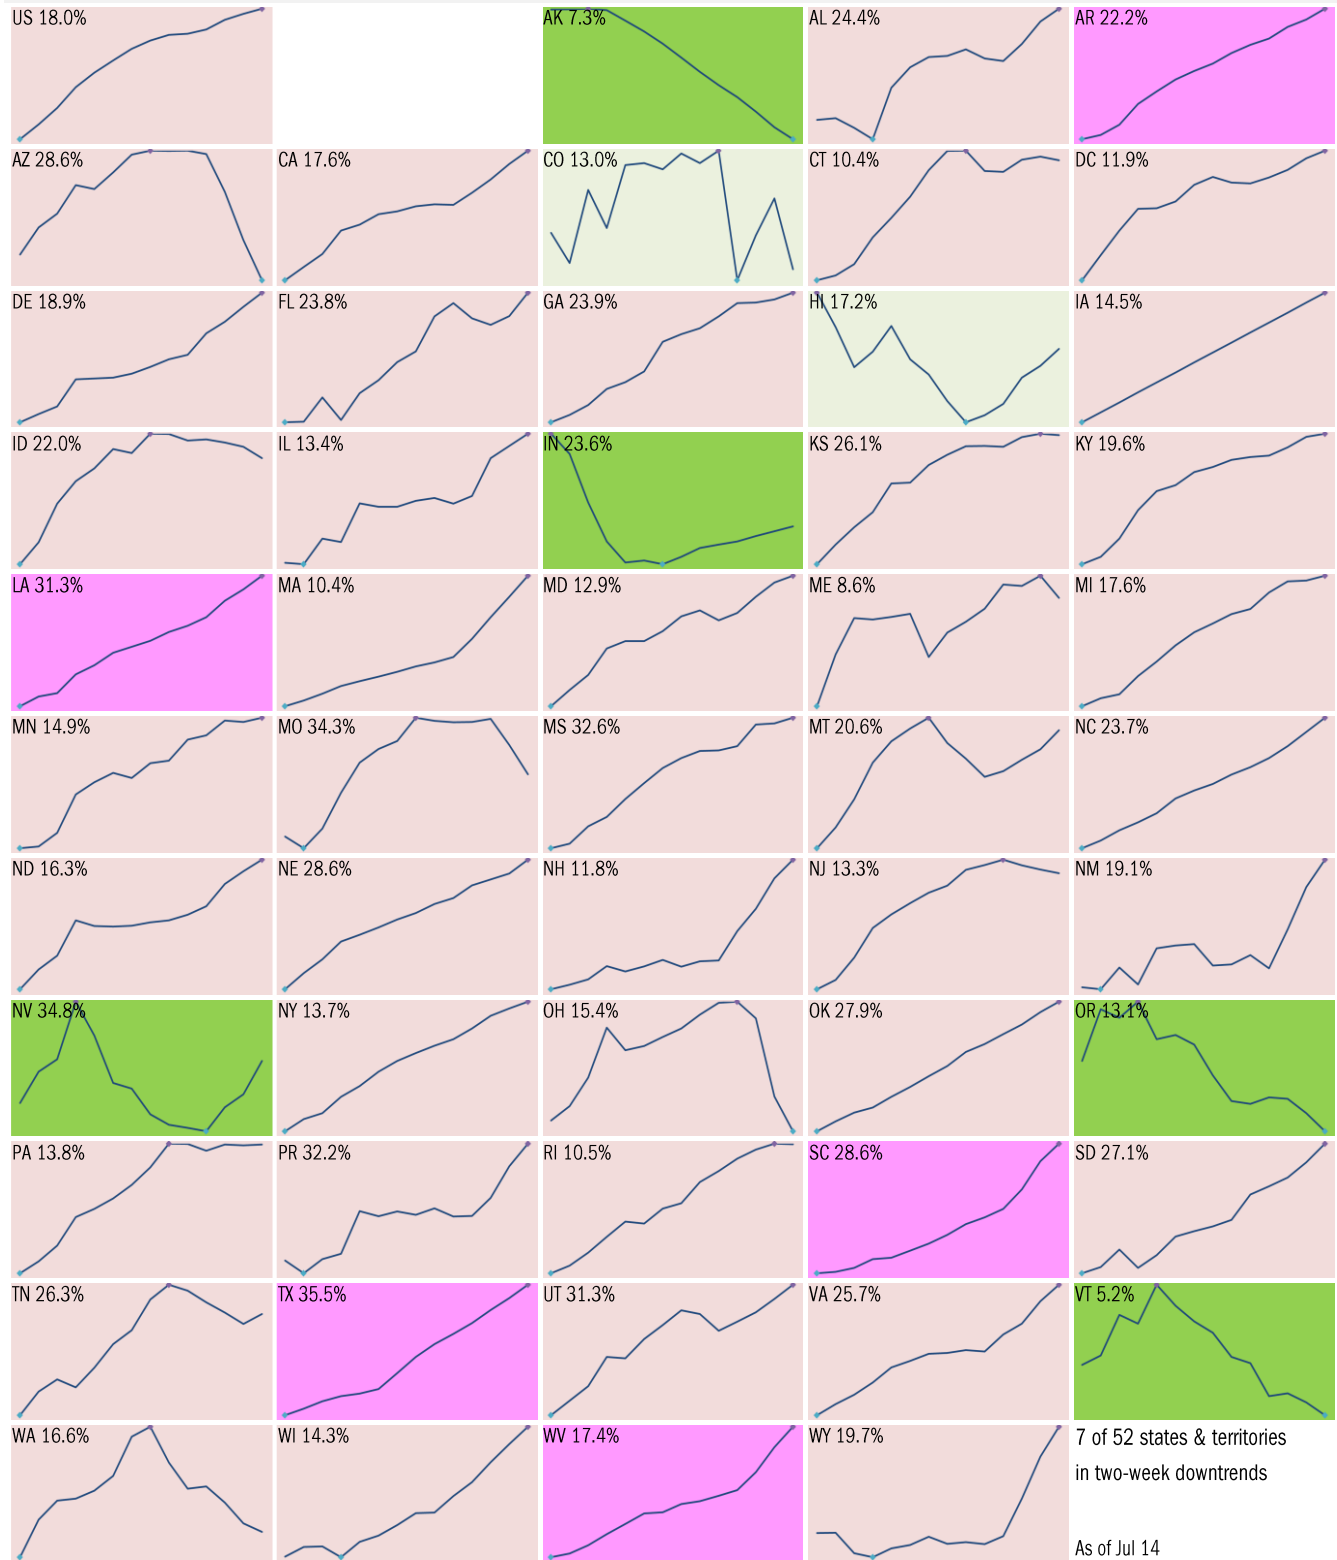 US 18.0%
AK 7.3%
AL 24.4%
AR 22.2%
AZ 28.6%
CA 17.6%
CO 13.0%
CT 10.4%
DC 11.9%
DE 18.9%
FL 23.8%
GA 23.9%
HI 17.2%
IA 14.5%
ID 22.0%
IL 13.4%
IN 23.6%
KS 26.1%
KY 19.6%
LA 31.3%
MA 10.4%
MD 12.9%
ME 8.6%
MI 17.6%
MN 14.9%
MO 34.3%
MS 32.6%
MT 20.6%
NC 23.7%
ND 16.3%
NE 28.6%
NH 11.8%
NJ 13.3%
NM 19.1%
NV 34.8%
NY 13.7%
OH 15.4%
OK 27.9%
OR 13.1%
PA 13.8%
PR 32.2%
RI 10.5%
SC 28.6%
SD 27.1%
TN 26.3%
TX 35.5%
UT 31.3%
VA 25.7%
VT 5.2%
WA 16.6%
WI 14.3%
WV 17.4%
WY 19.7%
7 of 52 states & territories
in two-week downtrends
As of Jul 14